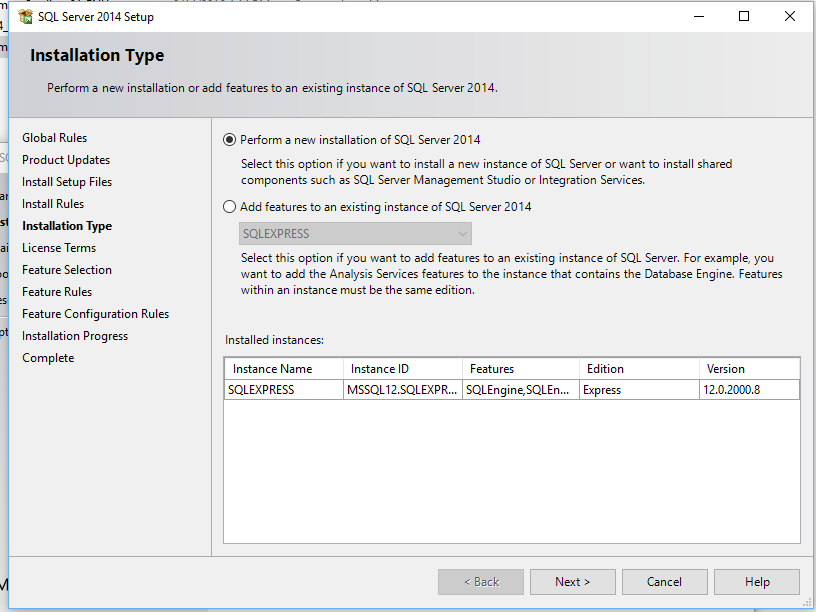 SQL Server 2014 Setup
Installation Type
Perform a new installation or add features to an existing instance of SQL Server 2014.
Global Rules
Product Updates
Install Setup Files
Install Rules
Installation Type
License Terms
Feature Selection
Feature Rules
Feature Configuration Rules
Installation Progress
Complete
Perform a new installation of SQL Server 2014
Select this option if you want to install a new instance of SQL Server or want to install shared
components such as SQL Server Management Studio or Integration Services.
Add features to an existing instance of SQL Server 2014
SQLEXPRESS
Select this option if you want to add features to an existing instance of SQL Server. For example, you
want to add the Analysis Services features to the instance that contains the Database Engine. Features
within an instance must be the same edition.
Installed instances:
Instance Name Instance ID Features Edition Version
SQLEXPRESS MSSQL12.SQLEXPR... SQLEngine,SQLEn... Express 12.0.2000.8
< Back Next > Cancel Help